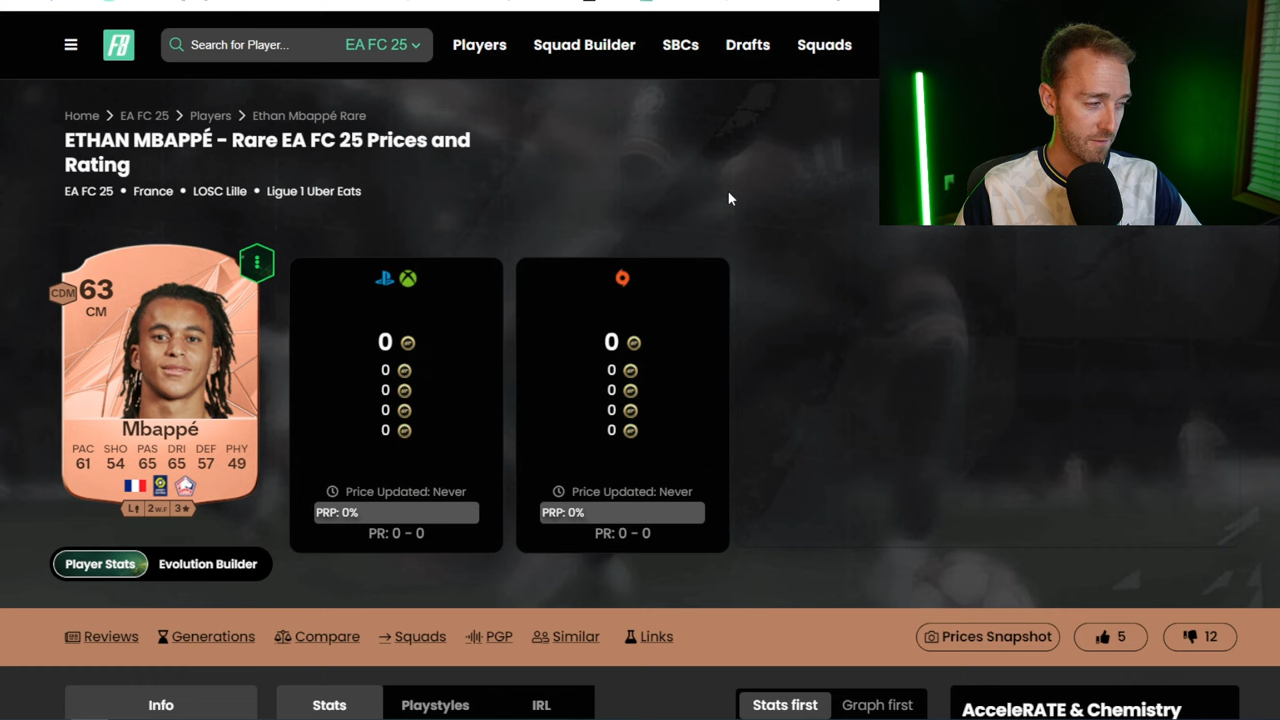 FB
Search for Player...
EA FC 25
Players
Squad Builder
SBCs
Drafts
Squads
Home
EA FC 25
Players
Ethan Mbappé Rare
ETHAN MBAPPÉ - Rare EA FC 25 Prices and
Rating
EA FC 25 • France • LOSC Lille • Ligue 1 Uber Eats
CDM
63
CM
Mbappé
PAC SHO PAS DRI DEF PHY
61 54 65 65 57 49
L
2 W.F
3★
0
0
0
0
0
Price Updated: Never
PRP: 0%
PR: 0 - 0
0
0
0
0
0
Price Updated: Never
PRP: 0%
PR: 0 - 0
Player Stats
Evolution Builder
Reviews
Generations
Compare
Squads
PGP
Similar
Links
Prices Snapshot
5
12
Info
Stats
Playstyles
IRL
Stats first
Graph first
AcceleRATE & Chemistry